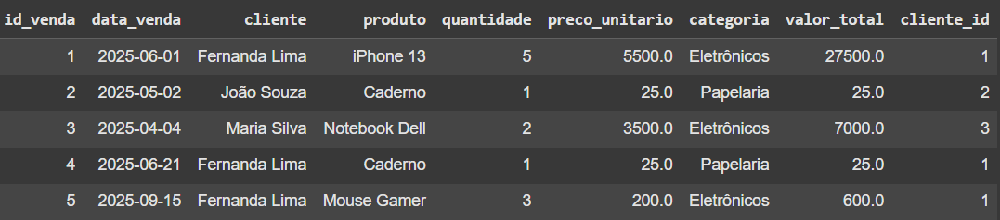 id_venda data_venda cliente produto quantidade preco_unitario categoria valor_total cliente_id
1 2025-06-01 Fernanda Lima iPhone 13 5 5500.0 Eletrônicos 27500.0 1
2 2025-05-02 João Souza Caderno 1 25.0 Papelaria 25.0 2
3 2025-04-04 Maria Silva Notebook Dell 2 3500.0 Eletrônicos 7000.0 3
4 2025-06-21 Fernanda Lima Caderno 1 25.0 Papelaria 25.0 1
5 2025-09-15 Fernanda Lima Mouse Gamer 3 200.0 Eletrônicos 600.0 1